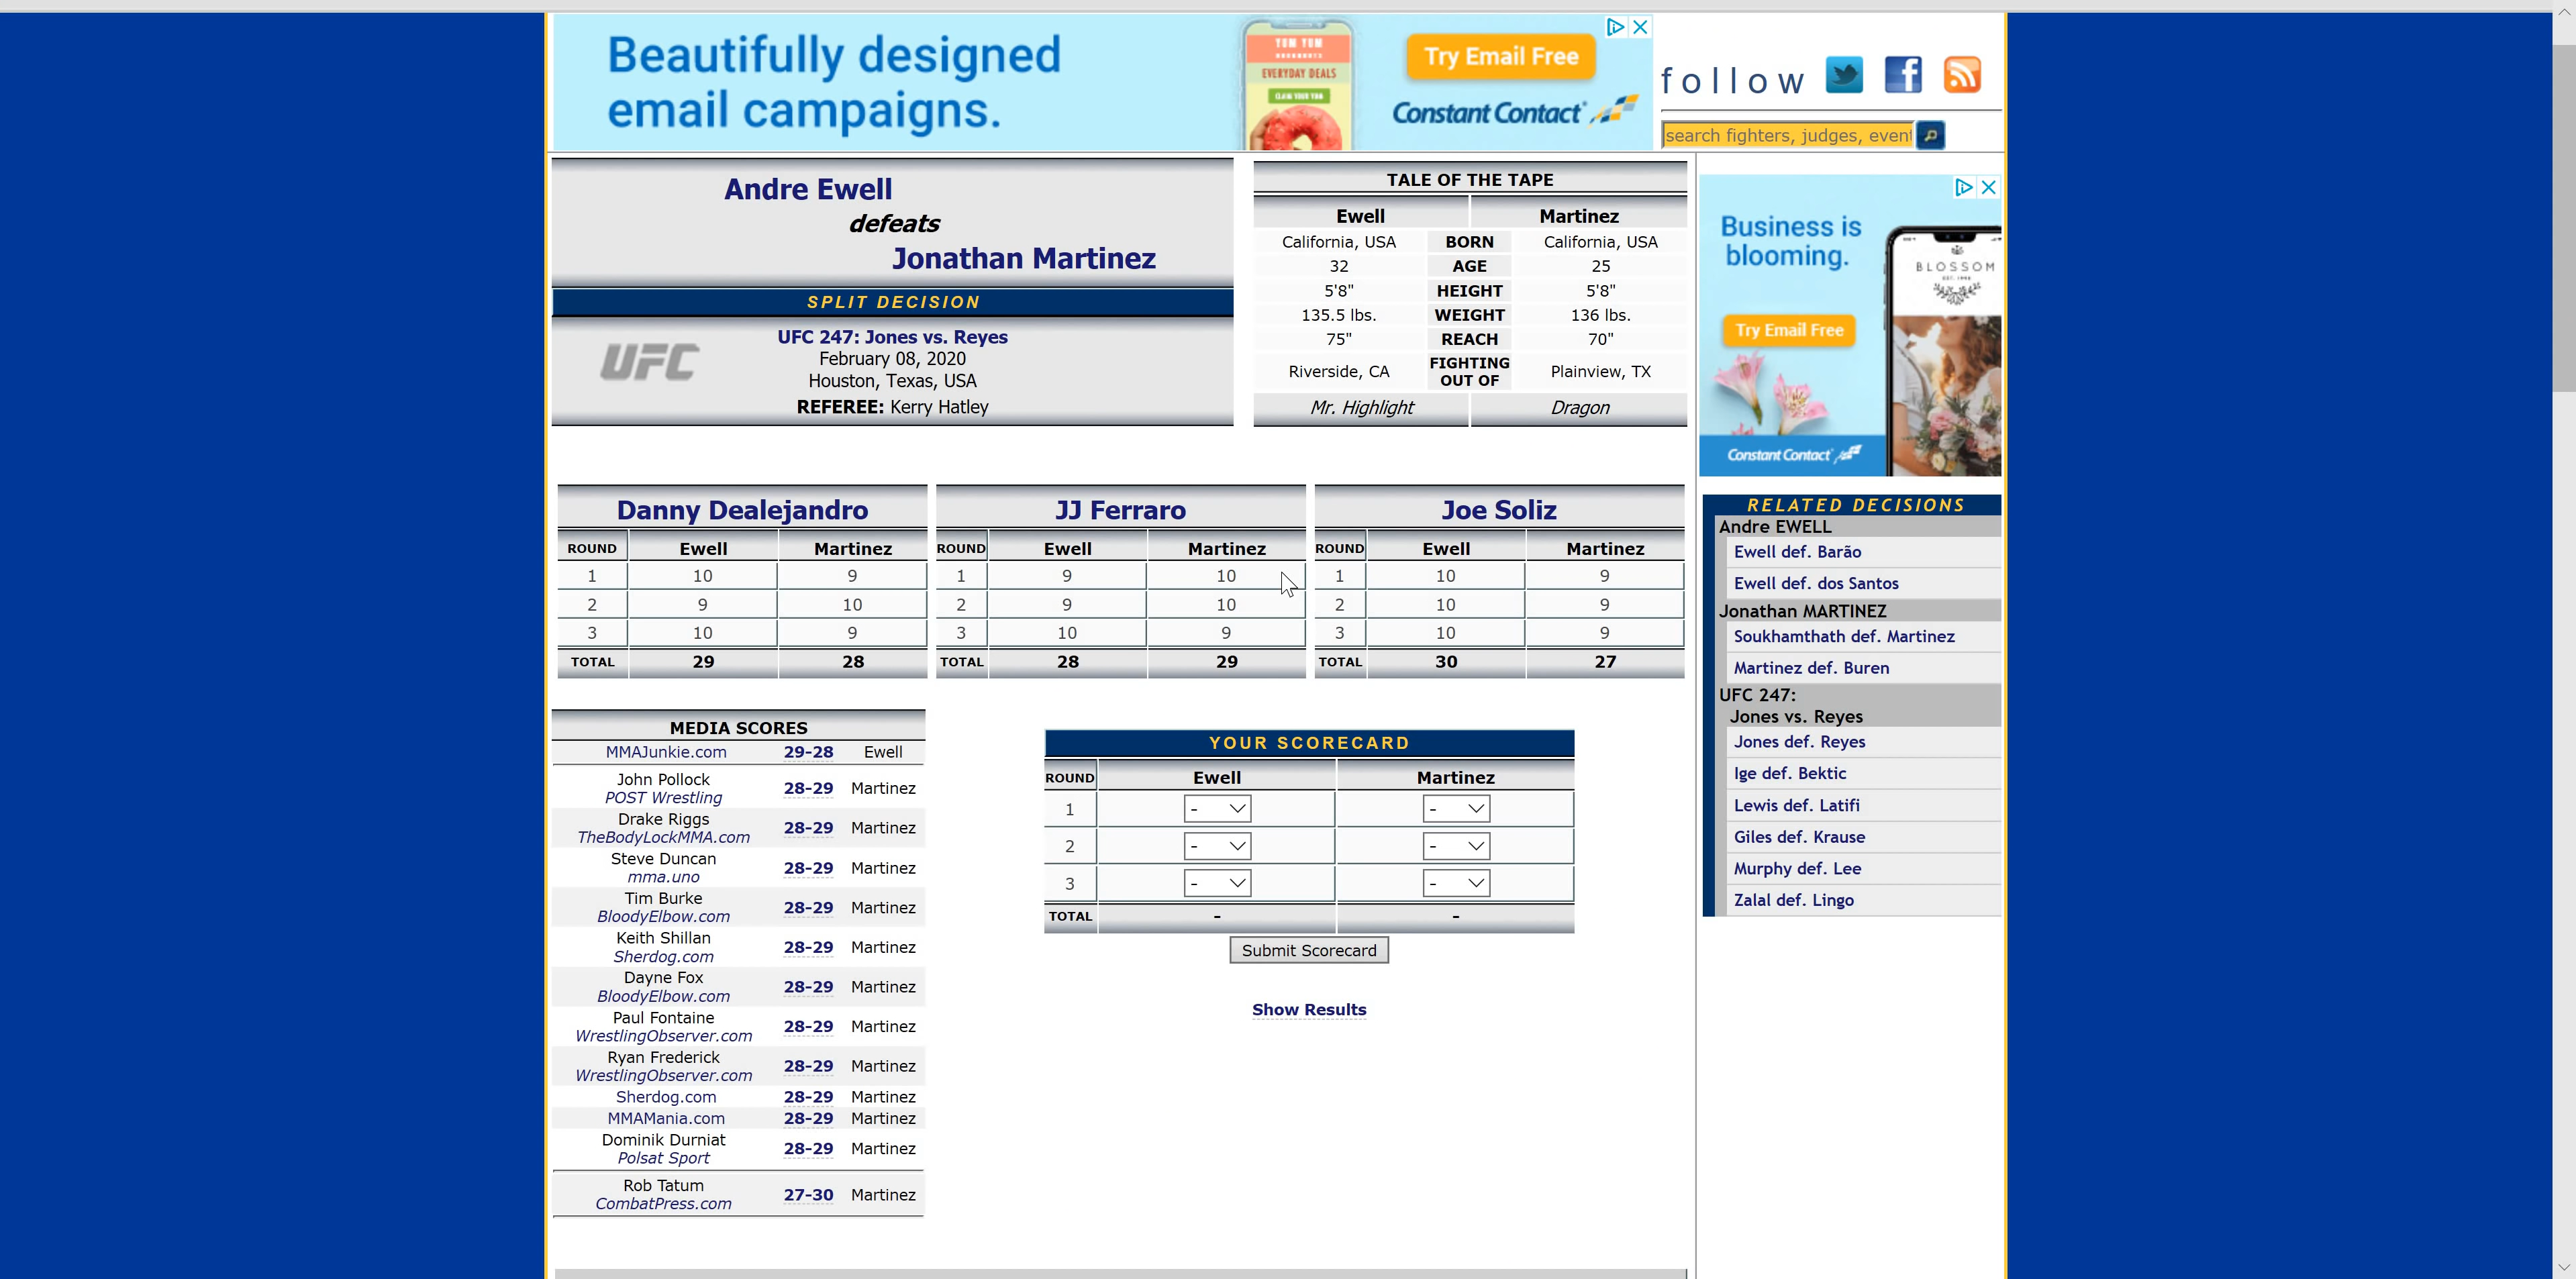 Beautifully designed
email campaigns.
YUM YUM
EVERYDAY DEALS
Try Email Free
Constant Contact
follow
search fighters, judges, event
Andre Ewell
defeats
Jonathan Martinez
SPLIT DECISION
UFC
UFC 247: Jones vs. Reyes
February 08, 2020
Houston, Texas, USA
REFEREE: Kerry Hatley
TALE OF THE TAPE
Ewell Martinez
California, USA BORN California, USA
32 AGE 25
5'8" HEIGHT 5'8"
135.5 lbs. WEIGHT 136 lbs.
75" REACH 70"
Riverside, CA FIGHTING OUT OF Plainview, TX
Mr. Highlight Dragon
Business is
blooming.
Try Email Free
BLOSSOM
Constant Contact
Danny Dealejandro
ROUND Ewell Martinez
1 10 9
2 9 10
3 10 9
TOTAL 29 28
JJ Ferraro
ROUND Ewell Martinez
1 9 10
2 9 10
3 10 9
TOTAL 28 29
Joe Soliz
ROUND Ewell Martinez
1 10 9
2 10 9
3 10 9
TOTAL 30 27
RELATED DECISIONS
Andre EWELL
Ewell def. Barão
Ewell def. dos Santos
Jonathan MARTINEZ
Soukhamthath def. Martinez
Martinez def. Buren
UFC 247:
Jones vs. Reyes
Jones def. Reyes
Ige def. Bektic
Lewis def. Latifi
Giles def. Krause
Murphy def. Lee
Zalal def. Lingo
MEDIA SCORES
MMAJunkie.com 29-28 Ewell
John Pollock
POST Wrestling 28-29 Martinez
Drake Riggs
TheBodyLockMMA.com 28-29 Martinez
Steve Duncan
mma.uno 28-29 Martinez
Tim Burke
BloodyElbow.com 28-29 Martinez
Keith Shillan
Sherdog.com 28-29 Martinez
Dayne Fox
BloodyElbow.com 28-29 Martinez
Paul Fontaine
WrestlingObserver.com 28-29 Martinez
Ryan Frederick
WrestlingObserver.com 28-29 Martinez
Sherdog.com 28-29 Martinez
MMAMania.com 28-29 Martinez
Dominik Durniat
Polsat Sport 28-29 Martinez
Rob Tatum
CombatPress.com 27-30 Martinez
YOUR SCORECARD
ROUND Ewell Martinez
1 - -
2 - -
3 - -
TOTAL - -
Submit Scorecard
Show Results